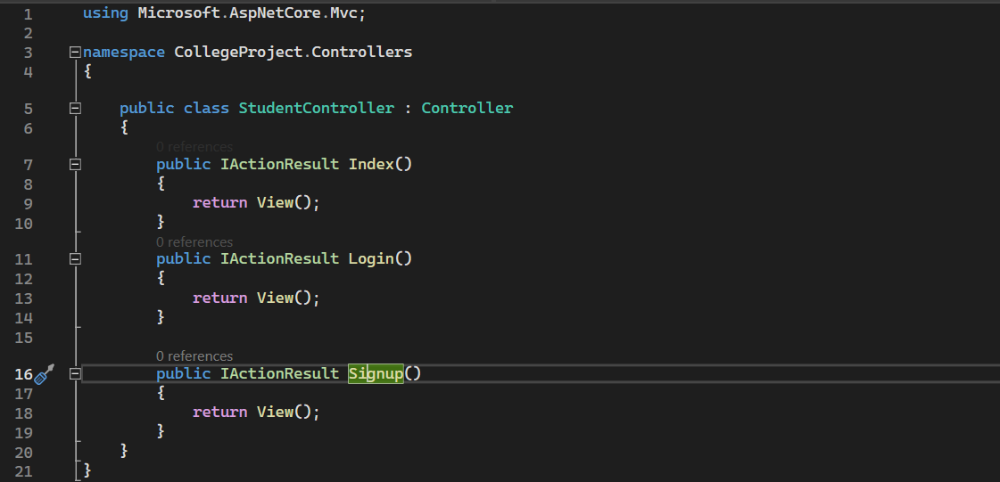 1 using Microsoft.AspNetCore.Mvc;
2
3 namespace CollegeProject.Controllers
4 {
5 public class StudentController : Controller
6 {
0 references
7 public IActionResult Index()
8 {
9 return View();
10 }
0 references
11 public IActionResult Login()
12 {
13 return View();
14 }
15
0 references
16 public IActionResult Signup()
17 {
18 return View();
19 }
20 }
21 }